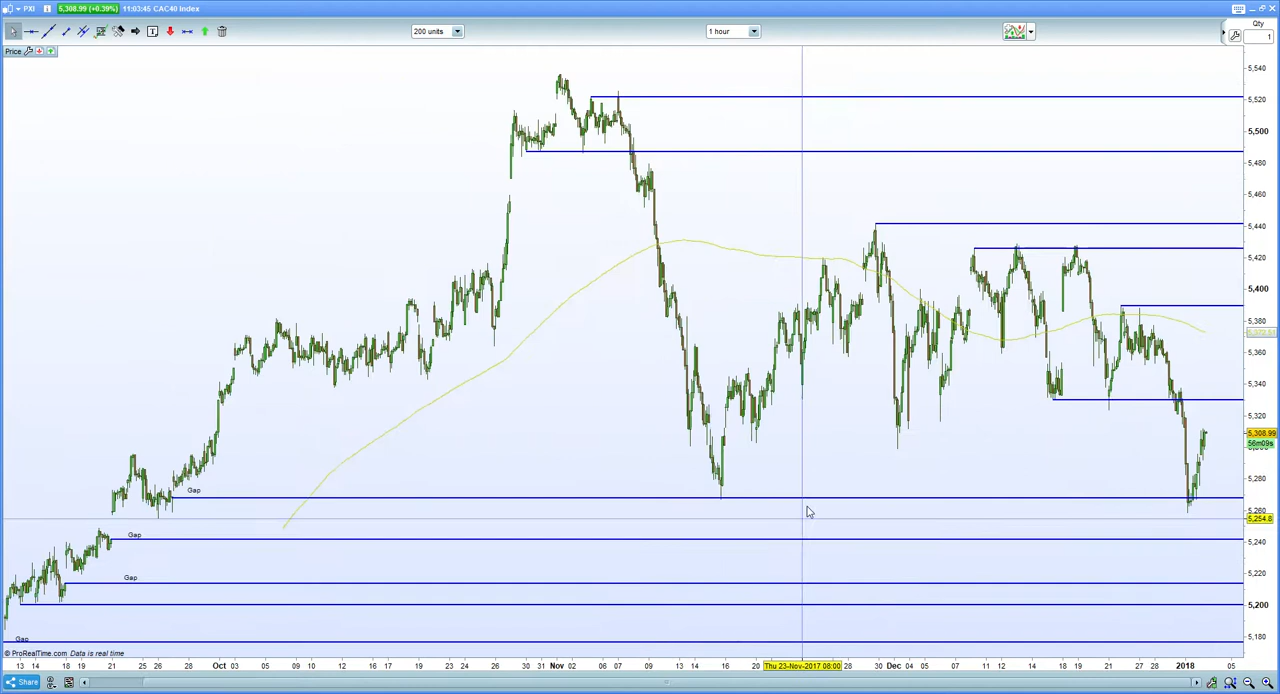 PXI 5,308.99 (+0.39%) 11:03:45 CAC40 Index
200 units
1 hour
Qty
1
Price
5,540
5,520
5,500
5,480
5,460
5,440
5,420
5,400
5,380
5,360
5,340
5,320
5,308.99
56m09s
5,280
5,260
5,254.8
5,240
5,220
5,200
5,180
Gap
Gap
Gap
Gap
© ProRealTime.com Data is real time
13 14 18 20 21 25 26 28 Oct 03 05 09 11 13 17 19 23 24 26 30 31 Nov 02 06 07 09 13 14 16 20 Thu 23-Nov-2017 08:00 28 30 Dec 04 05 07 11 12 14 18 19 21 27 28 2018 05
Share